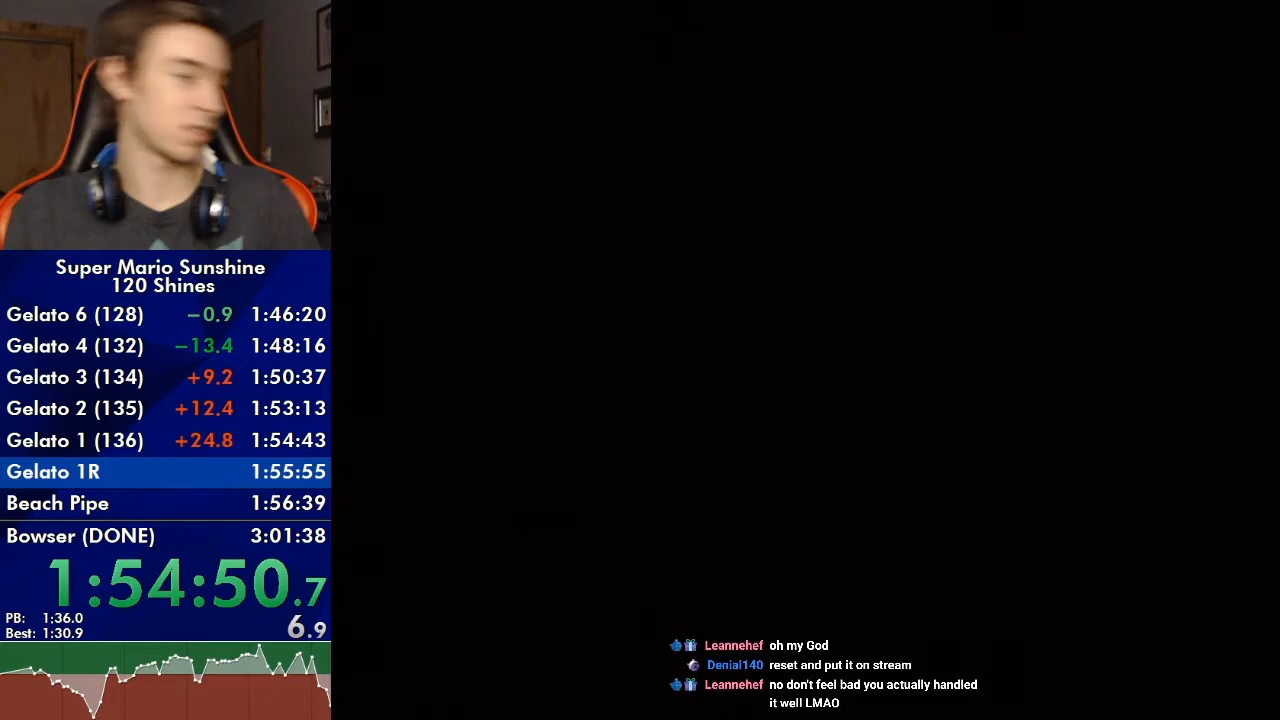 Super Mario Sunshine
120 Shines
Gelato 6 (128) −0.9 1:46:20
Gelato 4 (132) −13.4 1:48:16
Gelato 3 (134) +9.2 1:50:37
Gelato 2 (135) +12.4 1:53:13
Gelato 1 (136) +24.8 1:54:43
Gelato 1R 1:55:55
Beach Pipe 1:56:39
Bowser (DONE) 3:01:38
1:54:50.7
PB: 1:36.0 6.9
Best: 1:30.9
Leannehef oh my God
Denial140 reset and put it on stream
Leannehef no don't feel bad you actually handled
it well LMAO